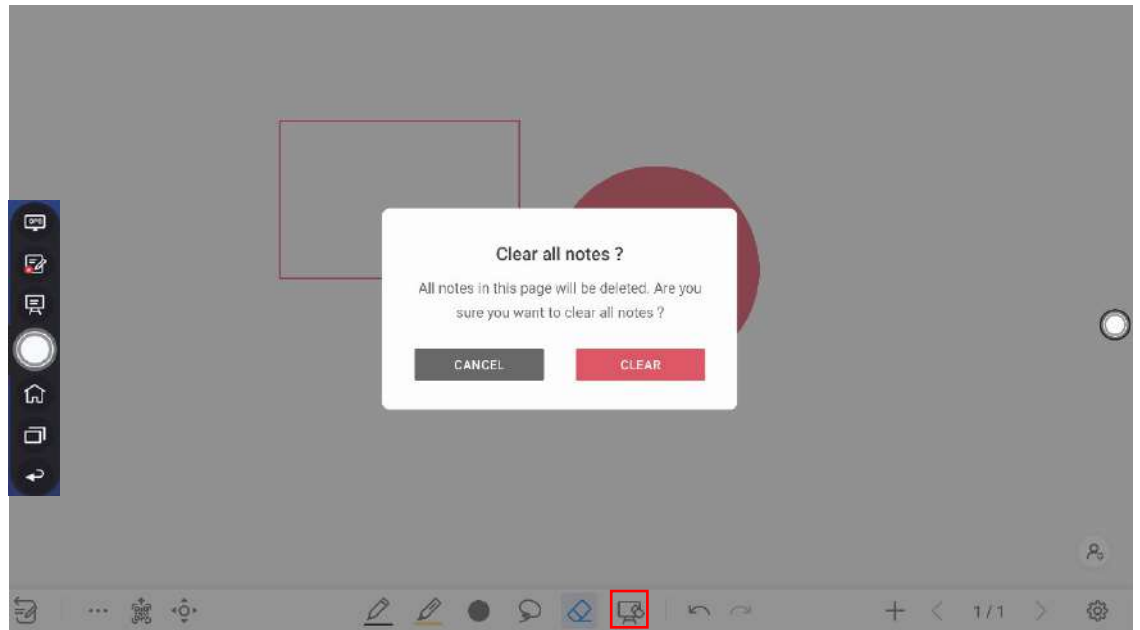 Clear all notes ?
All notes in this page will be deleted. Are you
sure you want to clear all notes ?
CANCEL
CLEAR
1/1